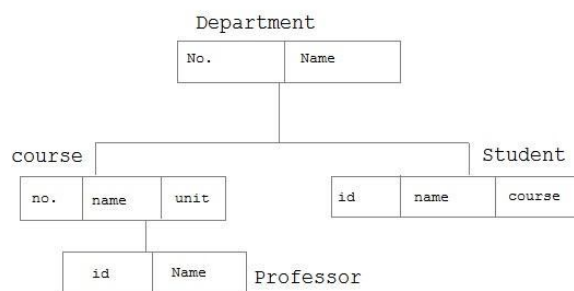 Department
No. Name
course
Student
no. name unit
id name course
id Name
Professor